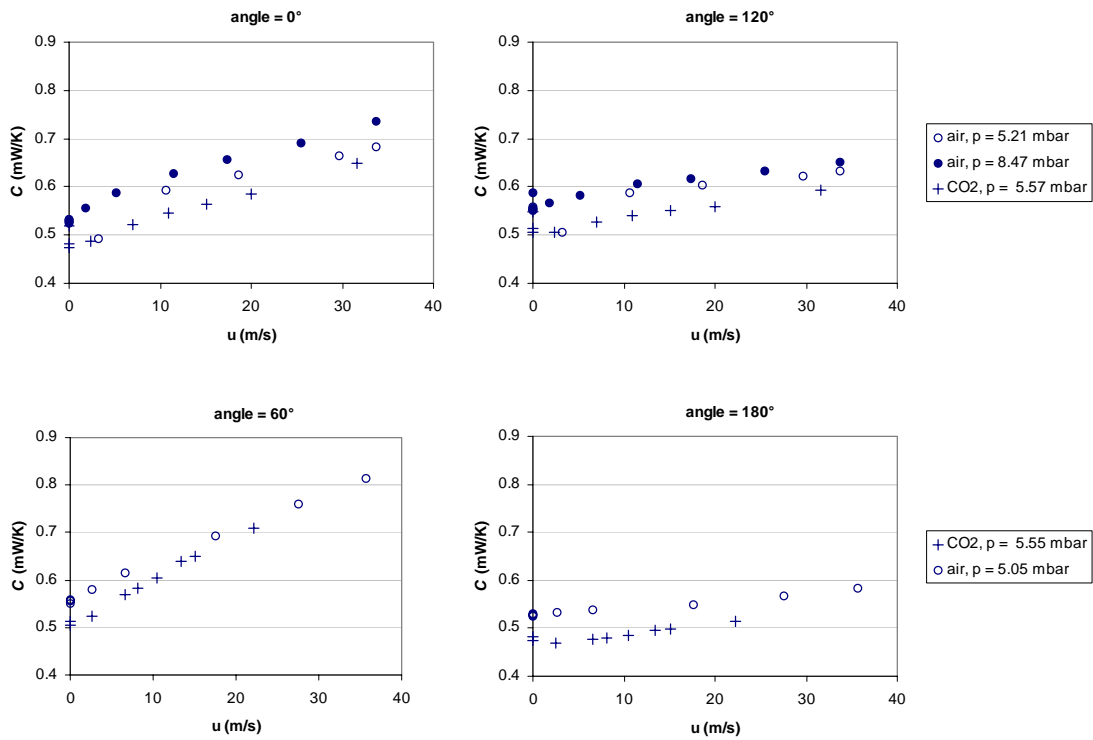 angle = 0°
0.9
0.8
0.7
0.6
0.5
0.4
C (mW/K)
0 10 20 30 40
u (m/s)
angle = 120°
0.9
0.8
0.7
0.6
0.5
0.4
C (mW/K)
0 10 20 30 40
u (m/s)
air, p = 5.21 mbar
air, p = 8.47 mbar
CO2, p = 5.57 mbar
angle = 60°
0.9
0.8
0.7
0.6
0.5
0.4
C (mW/K)
0 10 20 30 40
u (m/s)
angle = 180°
0.9
0.8
0.7
0.6
0.5
0.4
C (mW/K)
0 10 20 30 40
u (m/s)
CO2, p = 5.55 mbar
air, p = 5.05 mbar